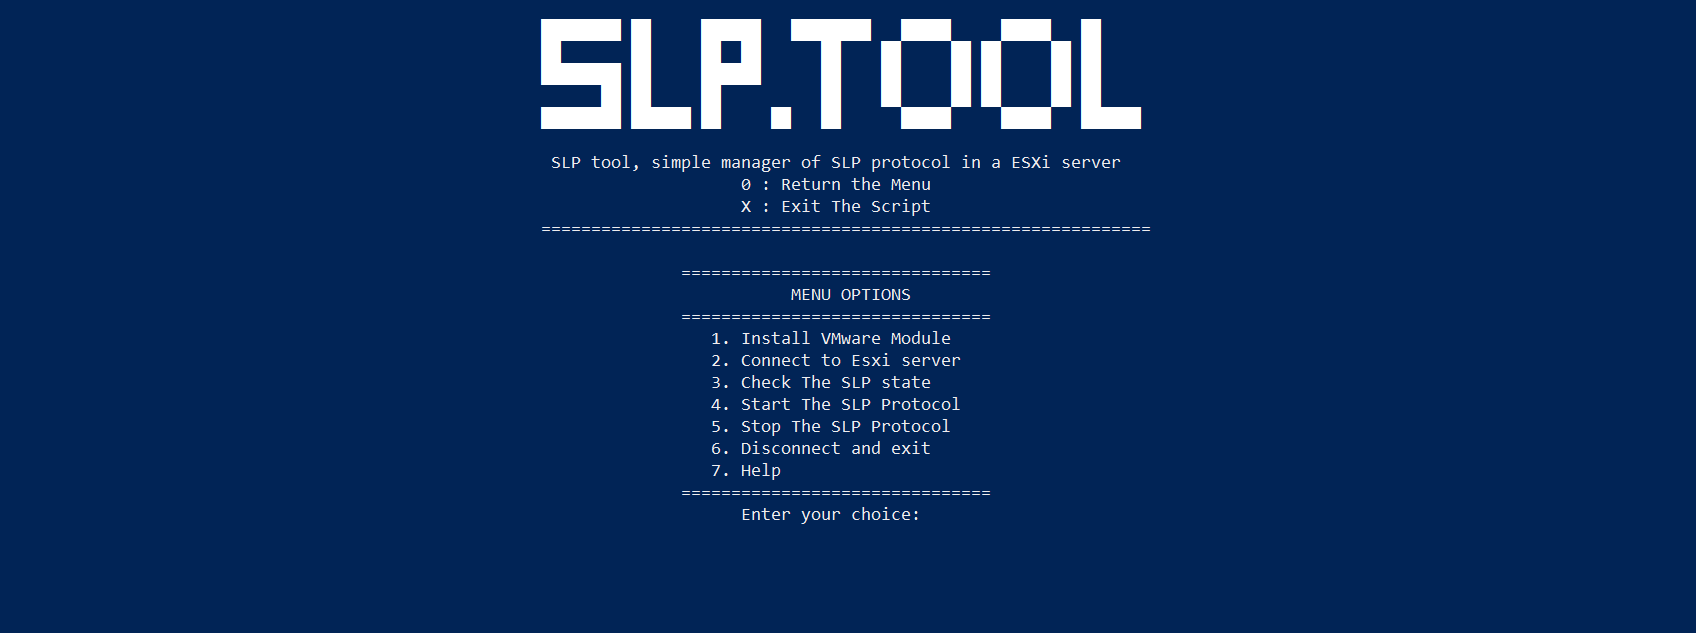 SLP.TOOL
SLP tool, simple manager of SLP protocol in a ESXi server
0 : Return the Menu
X : Exit The Script
=============================================================
===============================
MENU OPTIONS
===============================
1. Install VMware Module
2. Connect to Esxi server
3. Check The SLP state
4. Start The SLP Protocol
5. Stop The SLP Protocol
6. Disconnect and exit
7. Help
===============================
Enter your choice: